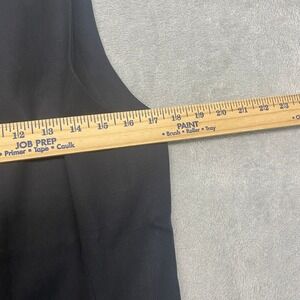 12 13 14 15 16 17 18 19 20 21 22 23
JOB PREP PAINT
Primer • Tape • Caulk • Brush • Roller • Tray